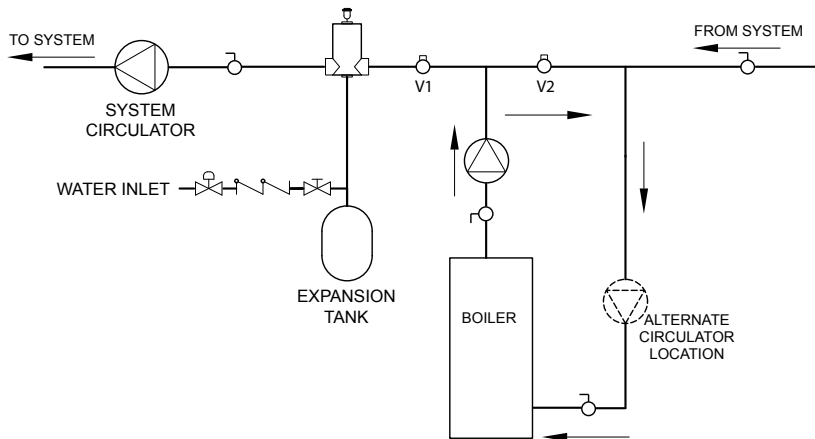 TO SYSTEM
FROM SYSTEM
V1
V2
SYSTEM
CIRCULATOR
WATER INLET
EXPANSION
TANK
BOILER
ALTERNATE
CIRCULATOR
LOCATION